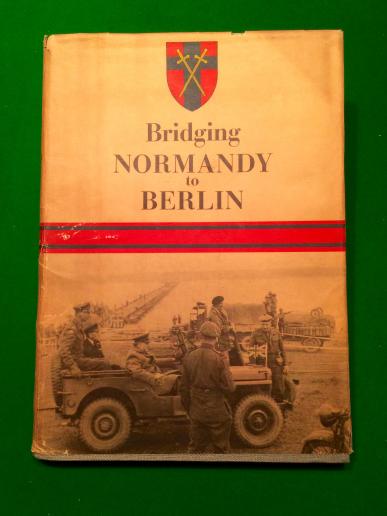 Bridging
NORMANDY
to
BERLIN